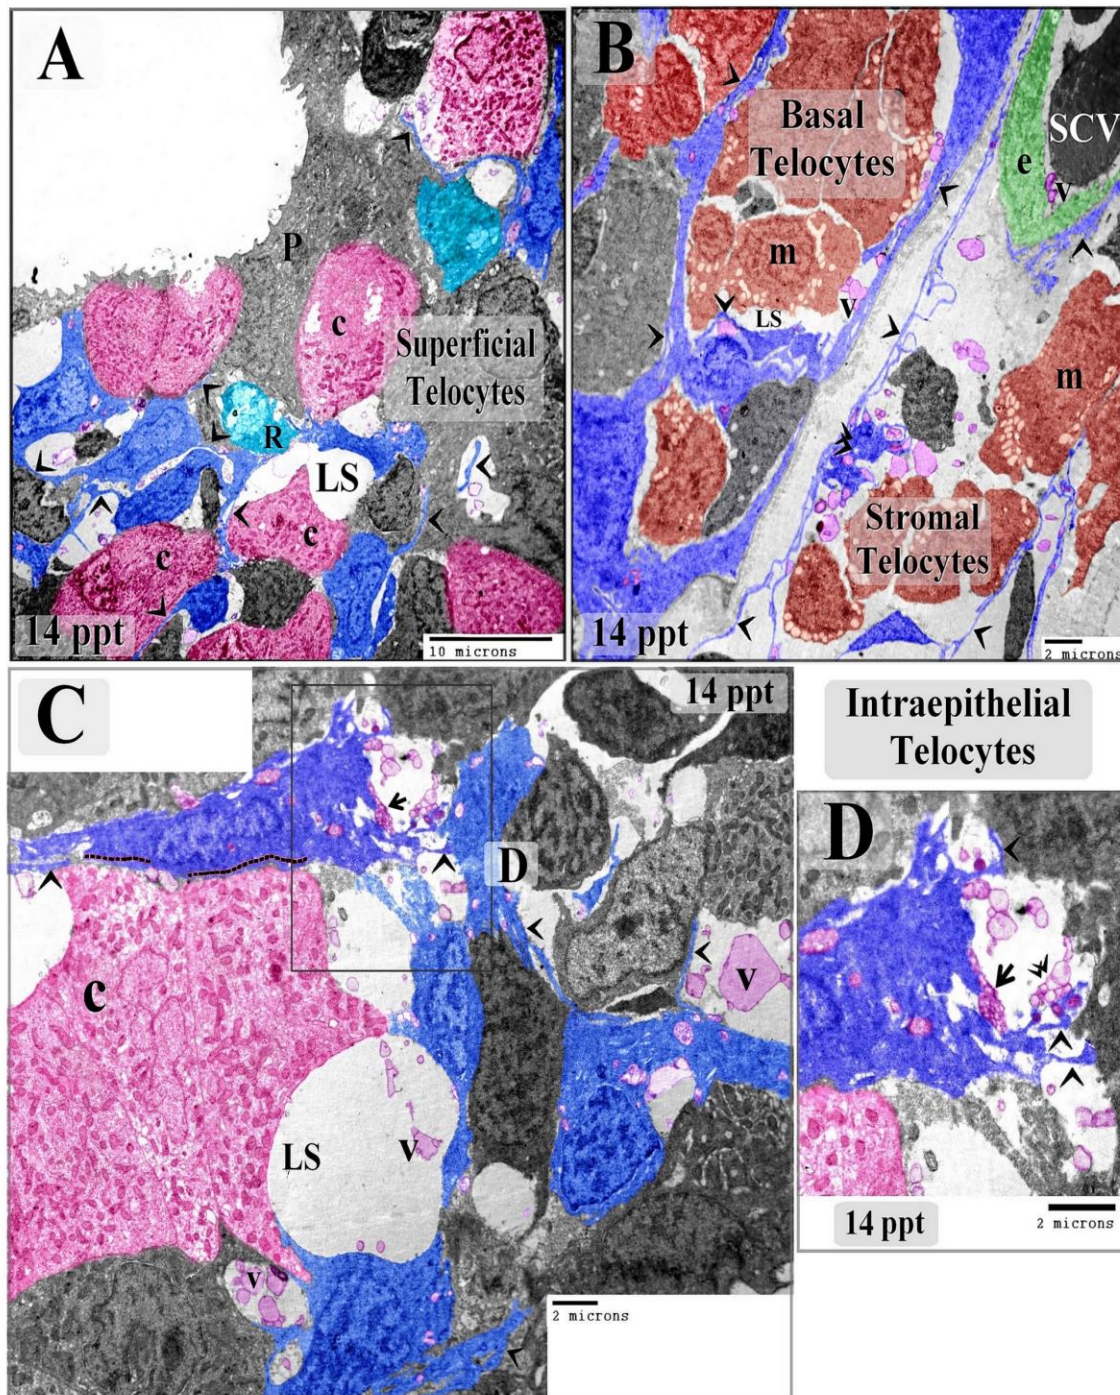 A
P
c
Superficial
Telocytes
R
LS
c
c
14 ppt
10 microns
B
Basal
Telocytes
SCV
e
v
m
v
LS
m
Stromal
Telocytes
14 ppt
2 microns
C
14 ppt
D
c
v
LS
v
v
2 microns
Intraepithelial
Telocytes
D
14 ppt
2 microns